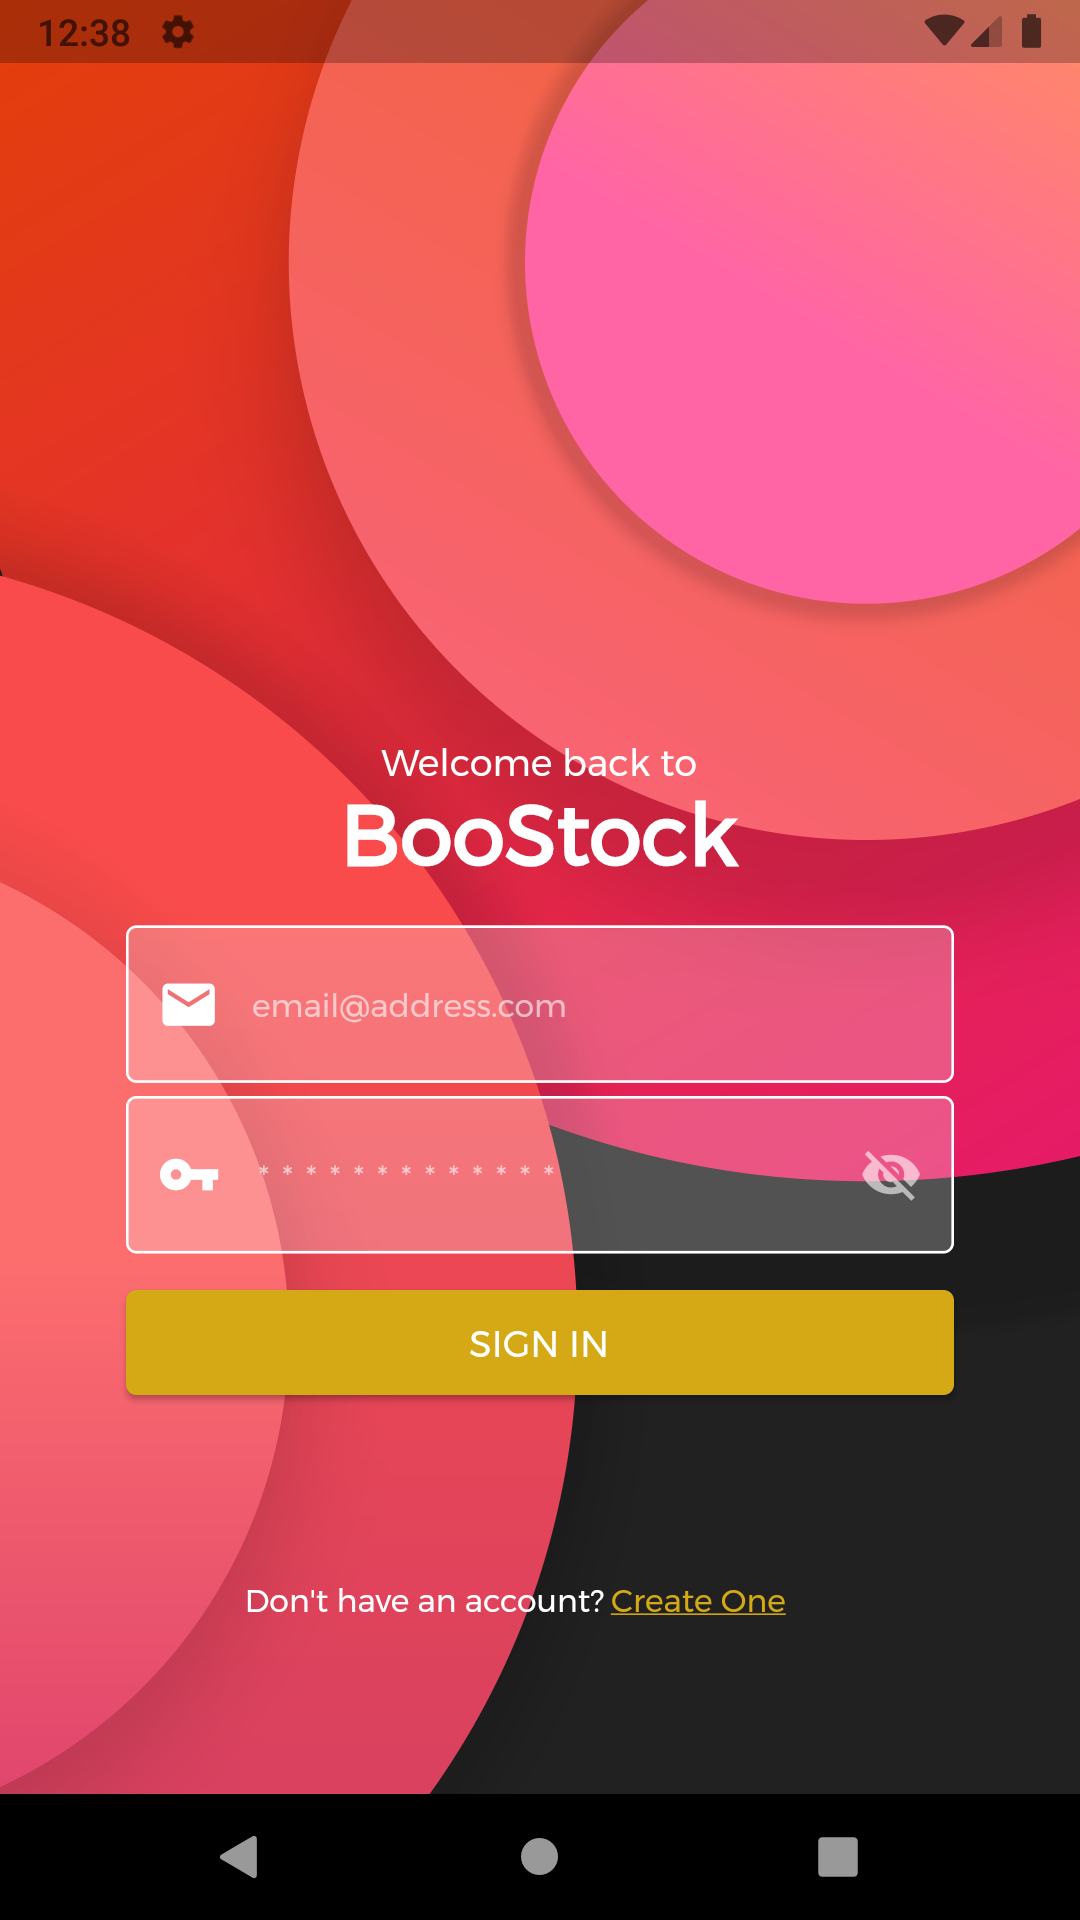 12:38
Welcome back to
BooStock
email@address.com
* * * * * * * * * * * * *
SIGN IN
Don't have an account? Create One